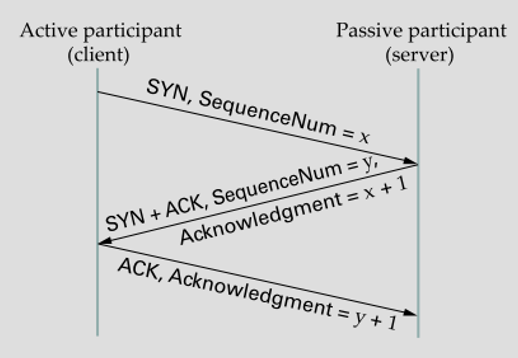 Active participant
(client)
Passive participant
(server)
SYN, SequenceNum = x
SYN + ACK, SequenceNum = y,
Acknowledgment = x + 1
ACK, Acknowledgment = y + 1